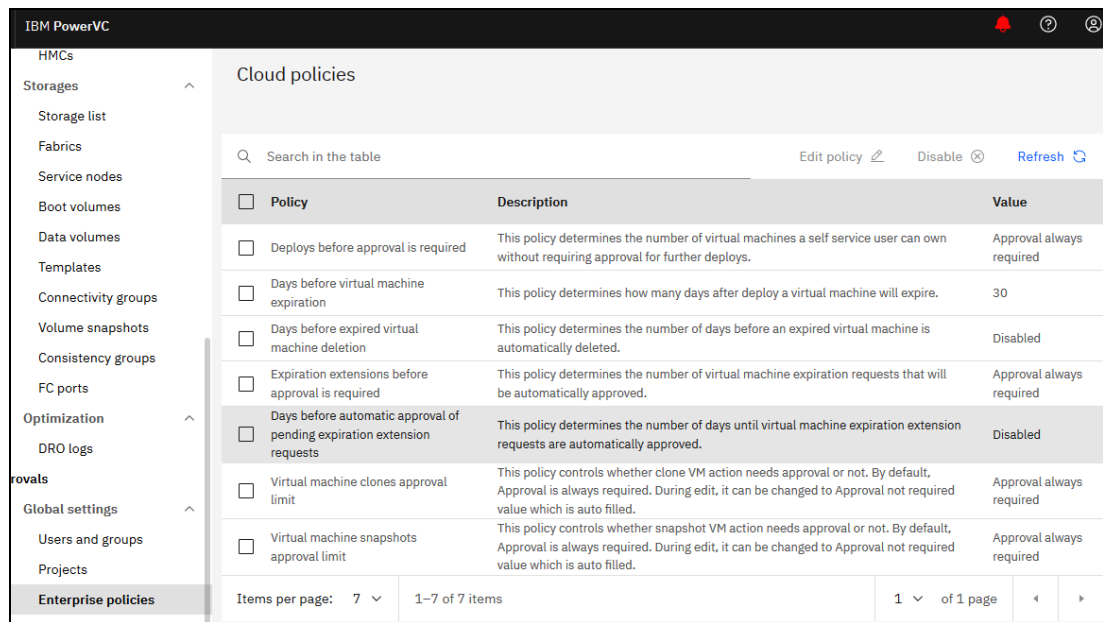 IBM PowerVC
HMCs
Storages
Storage list
Fabrics
Service nodes
Boot volumes
Data volumes
Templates
Connectivity groups
Volume snapshots
Consistency groups
FC ports
Optimization
DRO logs
rovals
Global settings
Users and groups
Projects
Enterprise policies
Cloud policies
Search in the table
Edit policy
Disable
Refresh
Policy Description Value
Deploys before approval is required
This policy determines the number of virtual machines a self service user can own
without requiring approval for further deploys.
Approval always
required
Days before virtual machine
expiration
This policy determines how many days after deploy a virtual machine will expire.
30
Days before expired virtual
machine deletion
This policy determines the number of days before an expired virtual machine is
automatically deleted.
Disabled
Expiration extensions before
approval is required
This policy determines the number of virtual machine expiration requests that will
be automatically approved.
Approval always
required
Days before automatic approval of
pending expiration extension
requests
This policy determines the number of days until virtual machine expiration extension
requests are automatically approved.
Disabled
Virtual machine clones approval
limit
This policy controls whether clone VM action needs approval or not. By default,
Approval is always required. During edit, it can be changed to Approval not required
value which is auto filled.
Approval always
required
Virtual machine snapshots
approval limit
This policy controls whether snapshot VM action needs approval or not. By default,
Approval is always required. During edit, it can be changed to Approval not required
value which is auto filled.
Approval always
required
Items per page: 7 1–7 of 7 items 1 of 1 page